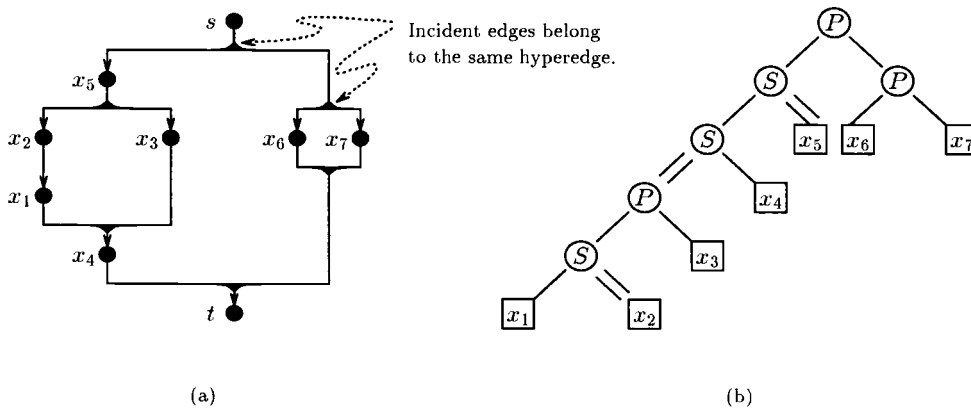 s
Incident edges belong
to the same hyperedge.
x₅
x₂
x₃
x₆
x₇
x₁
x₄
t
(a)
P
S
P
S
x₅
x₆
x₇
P
x₄
S
x₃
x₁
x₂
(b)